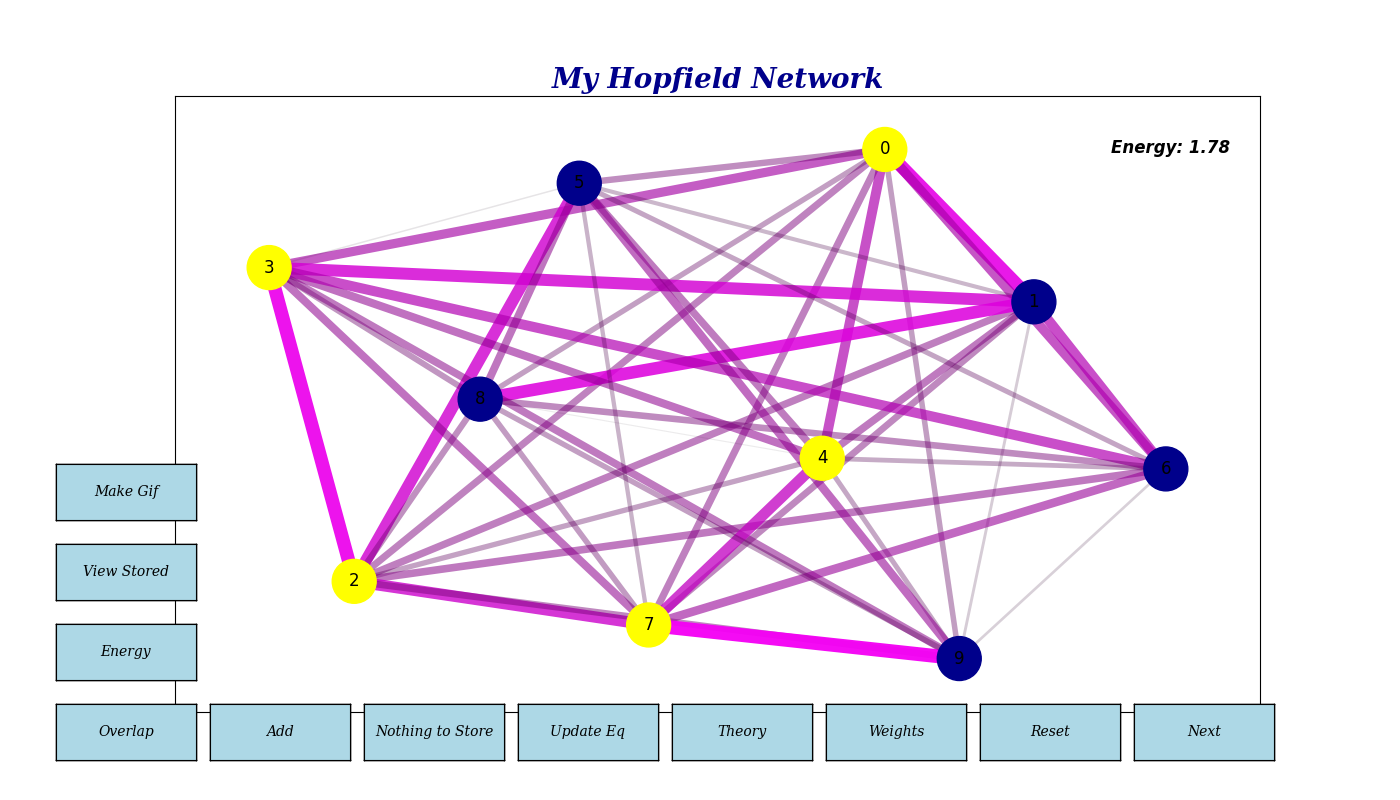 My Hopfield Network
Energy: 1.78
0
5
3
1
8
4
6
2
7
9
Make Gif
View Stored
Energy
Overlap
Add
Nothing to Store
Update Eq
Theory
Weights
Reset
Next